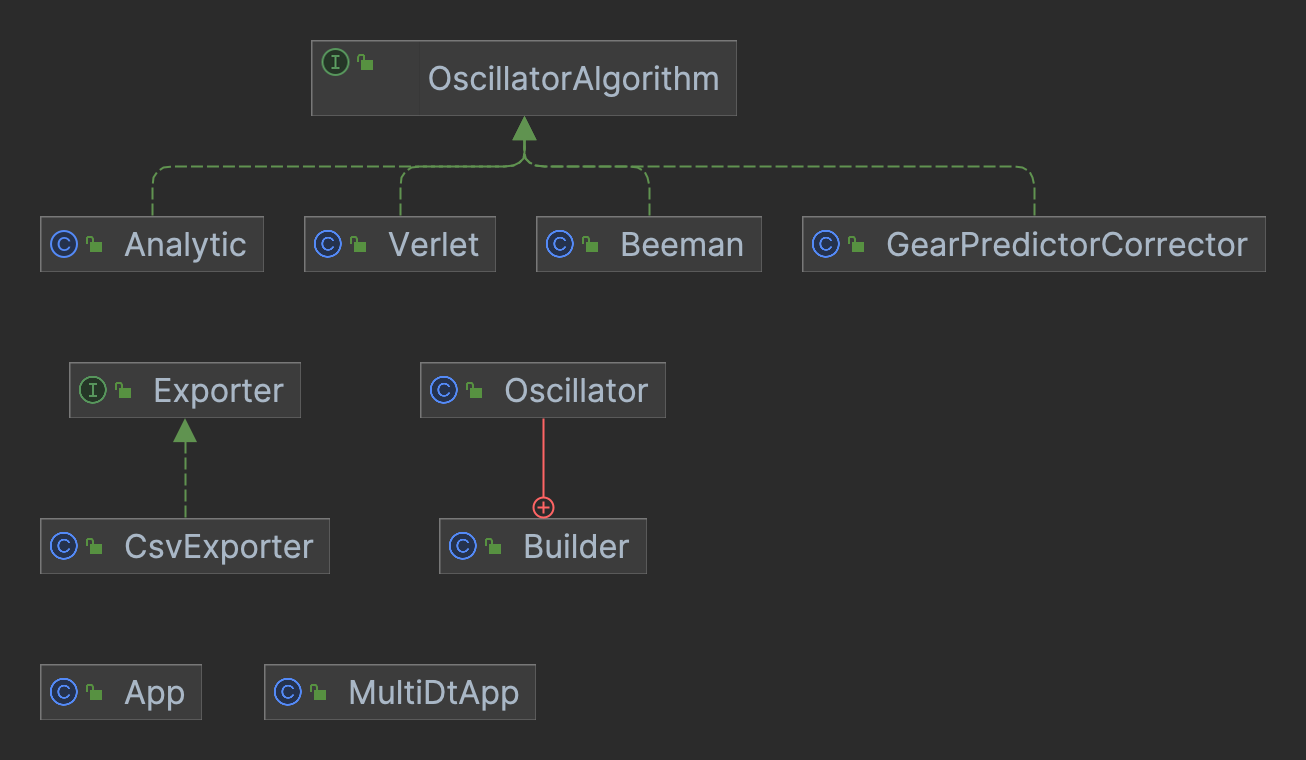 OscillatorAlgorithm
Analytic
Verlet
Beeman
GearPredictorCorrector
Exporter
Oscillator
CsvExporter
Builder
App
MultiDtApp